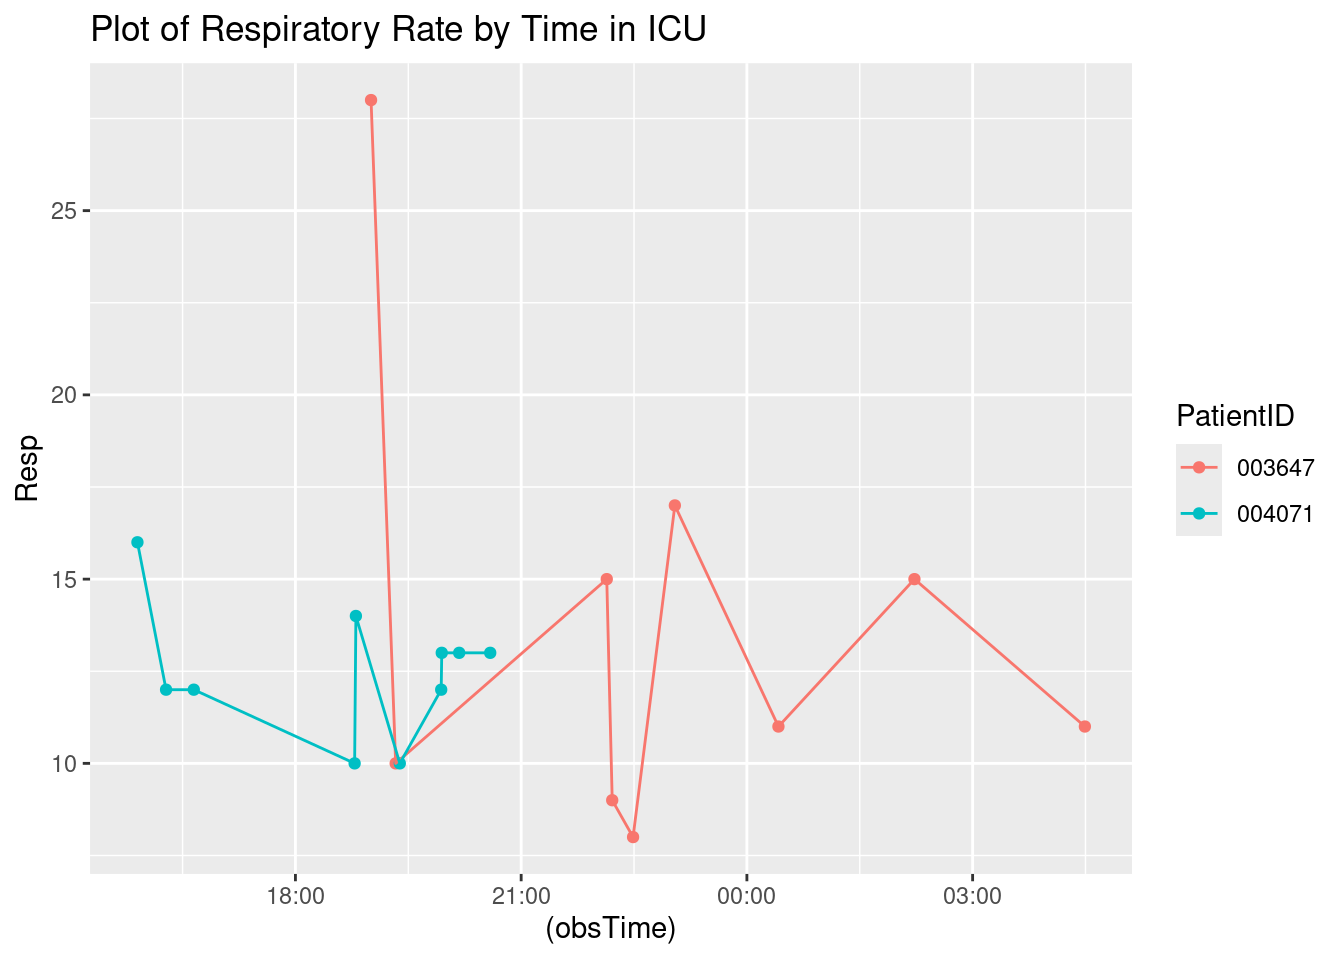 Plot of Respiratory Rate by Time in ICU
25
20
15
10
Resp
18:00 21:00 00:00 03:00
(obsTime)
PatientID
003647
004071